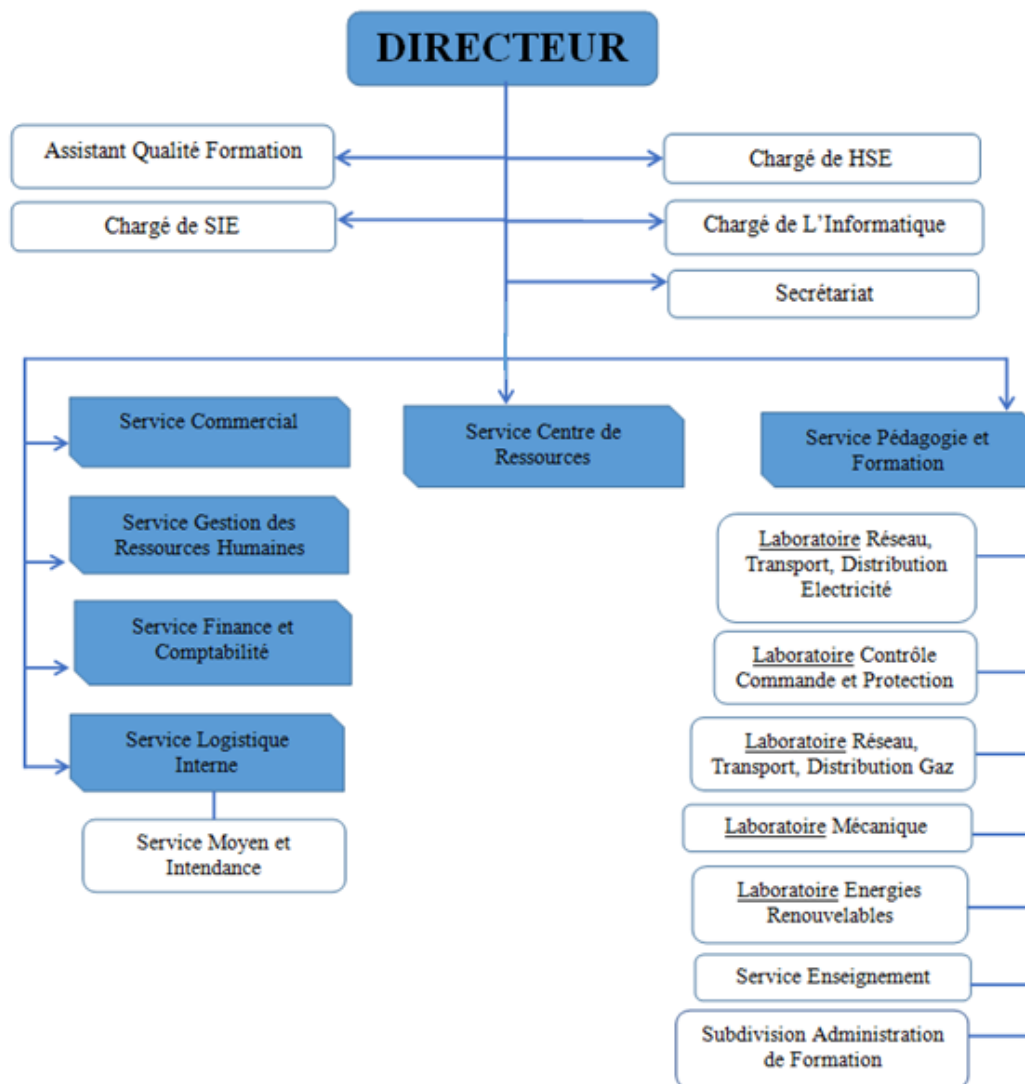 DIRECTEUR
Assistant Qualité Formation
Chargé de HSE
Chargé de SIE
Chargé de L'Informatique
Secrétariat
Service Commercial
Service Gestion des
Ressources Humaines
Service Finance et
Comptabilité
Service Logistique
Interne
Service Moyen et
Intendance
Service Centre de
Ressources
Service Pédagogie et
Formation
Laboratoire Réseau,
Transport, Distribution
Electricité
Laboratoire Contrôle
Commande et Protection
Laboratoire Réseau,
Transport, Distribution Gaz
Laboratoire Mécanique
Laboratoire Energies
Renouvelables
Service Enseignement
Subdivision Administration
de Formation